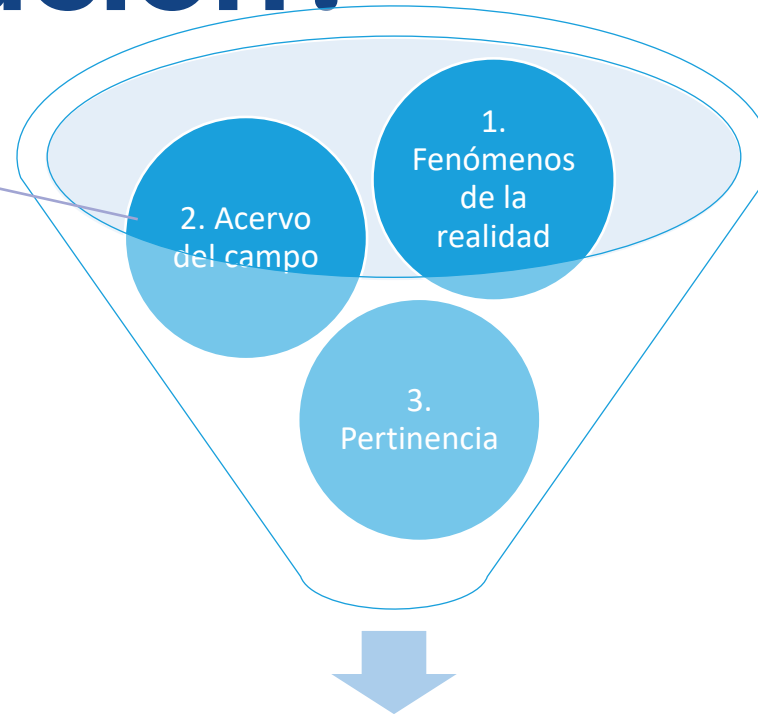 1.
Fenómenos
de la
realidad
2. Acervo
del campo
3.
Pertinencia